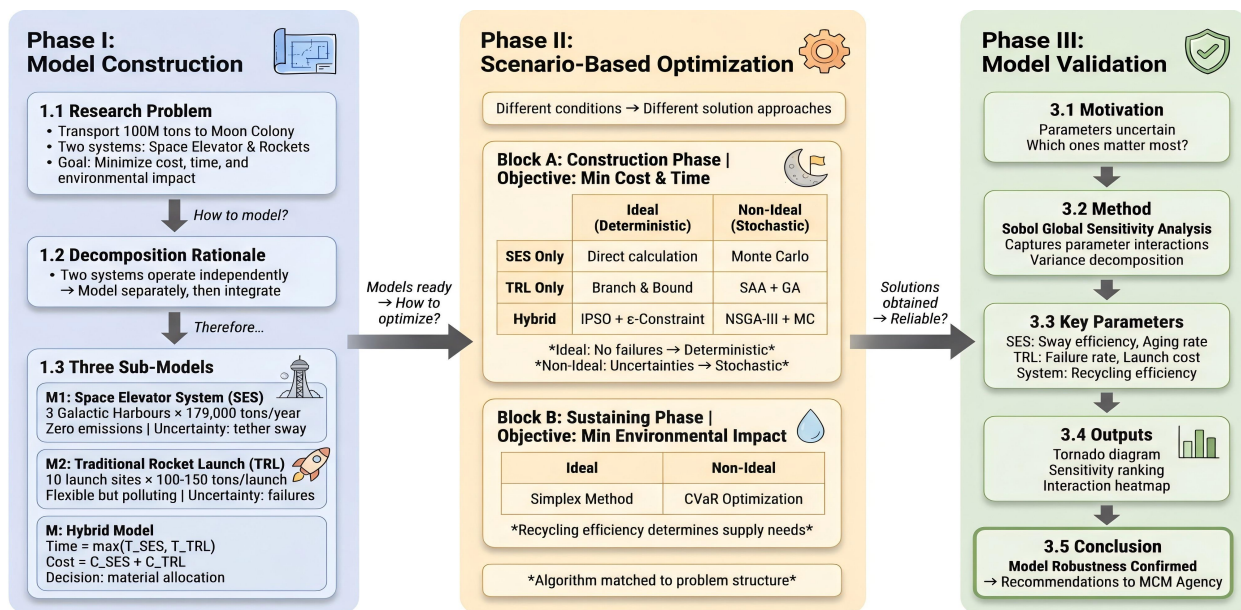 Phase I:
Model Construction
1.1 Research Problem
• Transport 100M tons to Moon Colony
• Two systems: Space Elevator & Rockets
• Goal: Minimize cost, time, and
environmental impact
How to model?
1.2 Decomposition Rationale
• Two systems operate independently
→ Model separately, then integrate
Therefore...
1.3 Three Sub-Models
M1: Space Elevator System (SES)
3 Galactic Harbours × 179,000 tons/year
Zero emissions | Uncertainty: tether sway
M2: Traditional Rocket Launch (TRL)
10 launch sites × 100-150 tons/launch
Flexible but polluting | Uncertainty: failures
M: Hybrid Model
Time = max(T_SES, T_TRL)
Cost = C_SES + C_TRL
Decision: material allocation
Models ready
→ How to
optimize?
Phase II:
Scenario-Based Optimization
Different conditions → Different solution approaches
Block A: Construction Phase |
Objective: Min Cost & Time
Ideal
(Deterministic)
Non-Ideal
(Stochastic)
SES Only
Direct calculation
Monte Carlo
TRL Only
Branch & Bound
SAA + GA
Hybrid
IPSO + ε-Constraint
NSGA-III + MC
*Ideal: No failures → Deterministic*
*Non-Ideal: Uncertainties → Stochastic*
Block B: Sustaining Phase |
Objective: Min Environmental Impact
Ideal
Non-Ideal
Simplex Method
CVaR Optimization
*Recycling efficiency determines supply needs*
*Algorithm matched to problem structure*
Solutions
obtained
→ Reliable?
Phase III:
Model Validation
3.1 Motivation
Parameters uncertain
Which ones matter most?
3.2 Method
Sobol Global Sensitivity Analysis
Captures parameter interactions
Variance decomposition
3.3 Key Parameters
SES: Sway efficiency, Aging rate
TRL: Failure rate, Launch cost
System: Recycling efficiency
3.4 Outputs
Tornado diagram
Sensitivity ranking
Interaction heatmap
3.5 Conclusion
Model Robustness Confirmed
→ Recommendations to MCM Agency